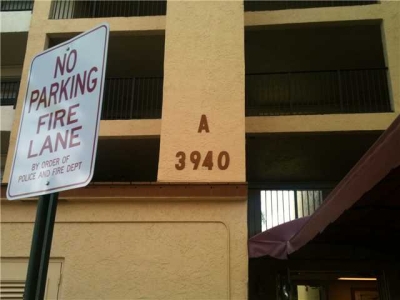 NO
PARKING
FIRE
LANE
BY ORDER OF
POLICE AND FIRE DEPT
A
3940